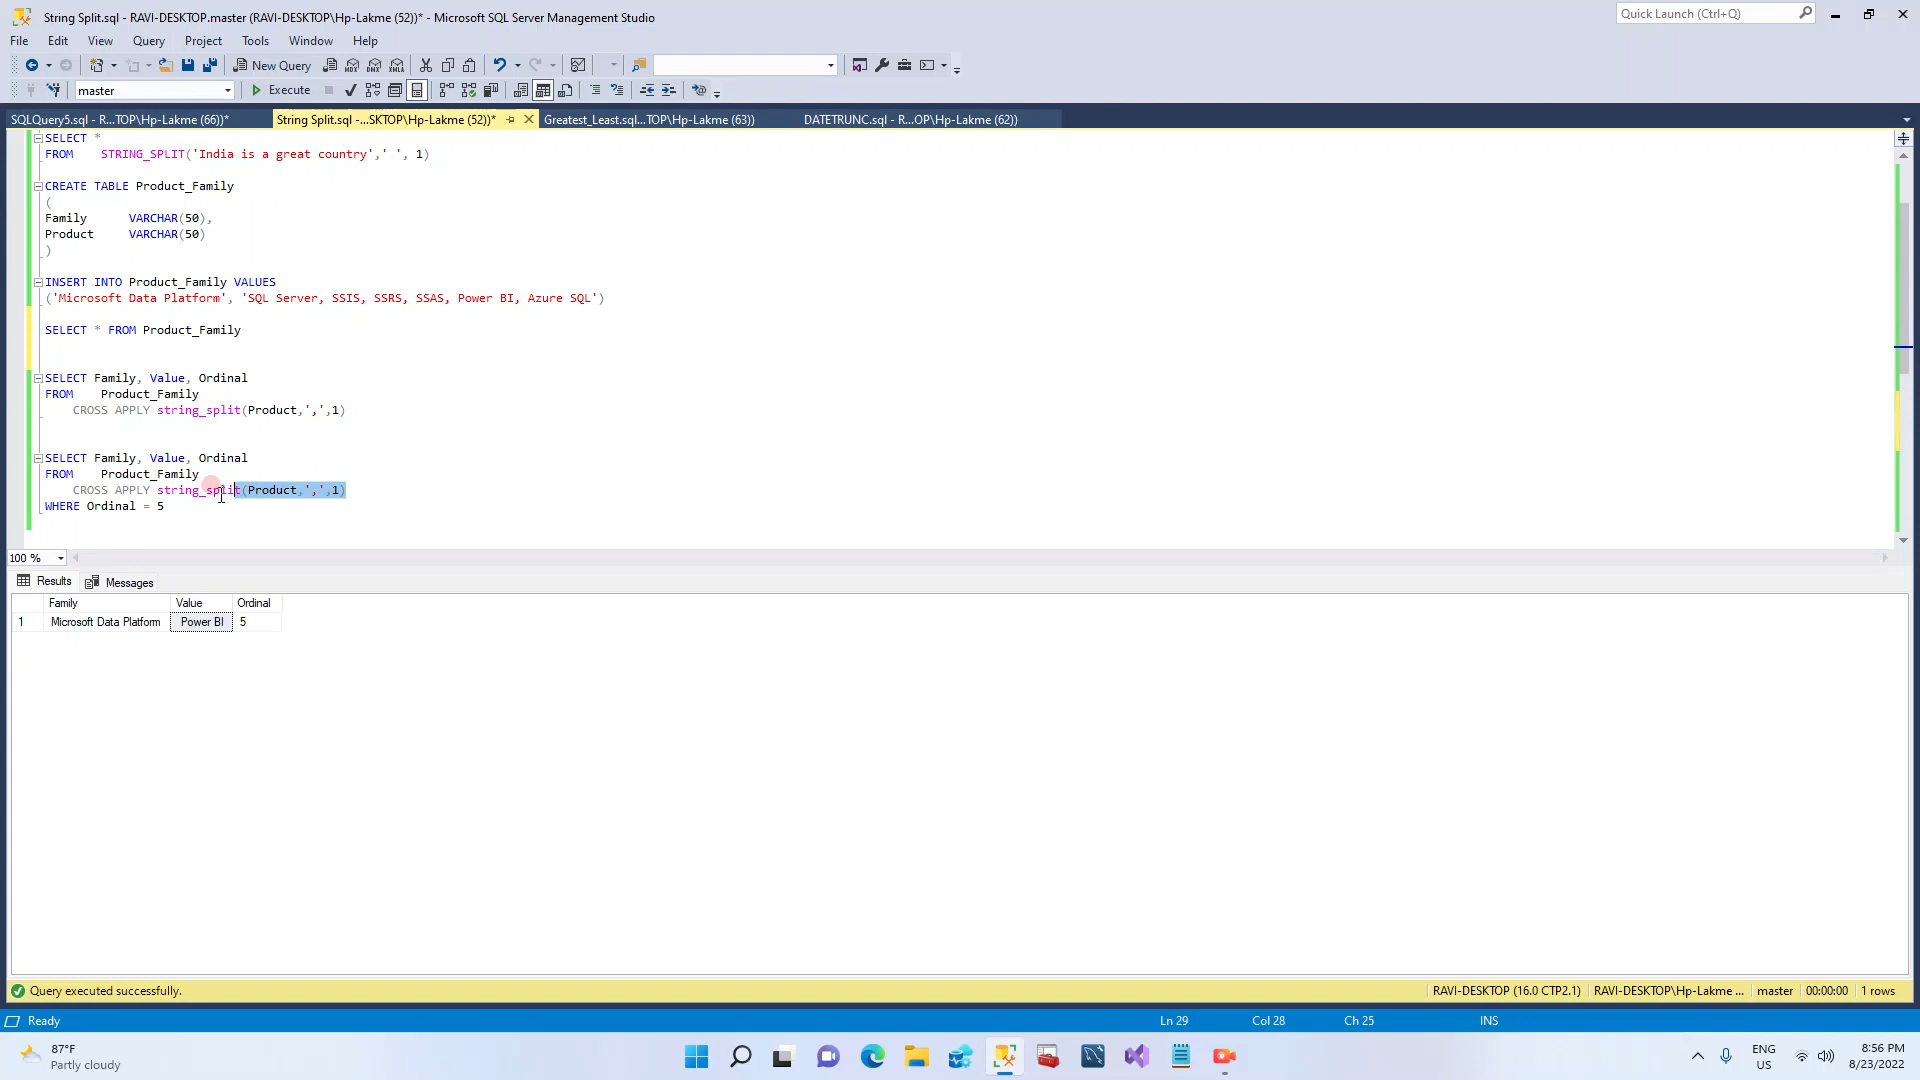 String Split.sql - RAVI-DESKTOP.master (RAVI-DESKTOP\Hp-Lakme (52))* - Microsoft SQL Server Management Studio
Quick Launch (Ctrl+Q)
File Edit View Query Project Tools Window Help
New Query
MDX DMX XMLA
master
Execute
SQLQuery5.sql - R...TOP\Hp-Lakme (66))*
String Split.sql -...SKTOP\Hp-Lakme (52))*
Greatest_Least.sql...TOP\Hp-Lakme (63))
DATETRUNC.sql - R...OP\Hp-Lakme (62))
SELECT *
FROM    STRING_SPLIT('India is a great country',' ', 1)
CREATE TABLE Product_Family
(
Family      VARCHAR(50),
Product     VARCHAR(50)
)
INSERT INTO Product_Family VALUES
('Microsoft Data Platform', 'SQL Server, SSIS, SSRS, SSAS, Power BI, Azure SQL')
SELECT * FROM Product_Family
SELECT Family, Value, Ordinal
FROM    Product_Family
    CROSS APPLY string_split(Product,',',1)
SELECT Family, Value, Ordinal
FROM    Product_Family
    CROSS APPLY string_split(Product,',',1)
WHERE Ordinal = 5
100 %
Results Messages
Family Value Ordinal
1 Microsoft Data Platform Power BI 5
Query executed successfully.
RAVI-DESKTOP (16.0 CTP2.1) RAVI-DESKTOP\Hp-Lakme ... master 00:00:00 1 rows
Ready
Ln 29 Col 28 Ch 25 INS
87°F
Partly cloudy
ENG
US
8:56 PM
8/23/2022